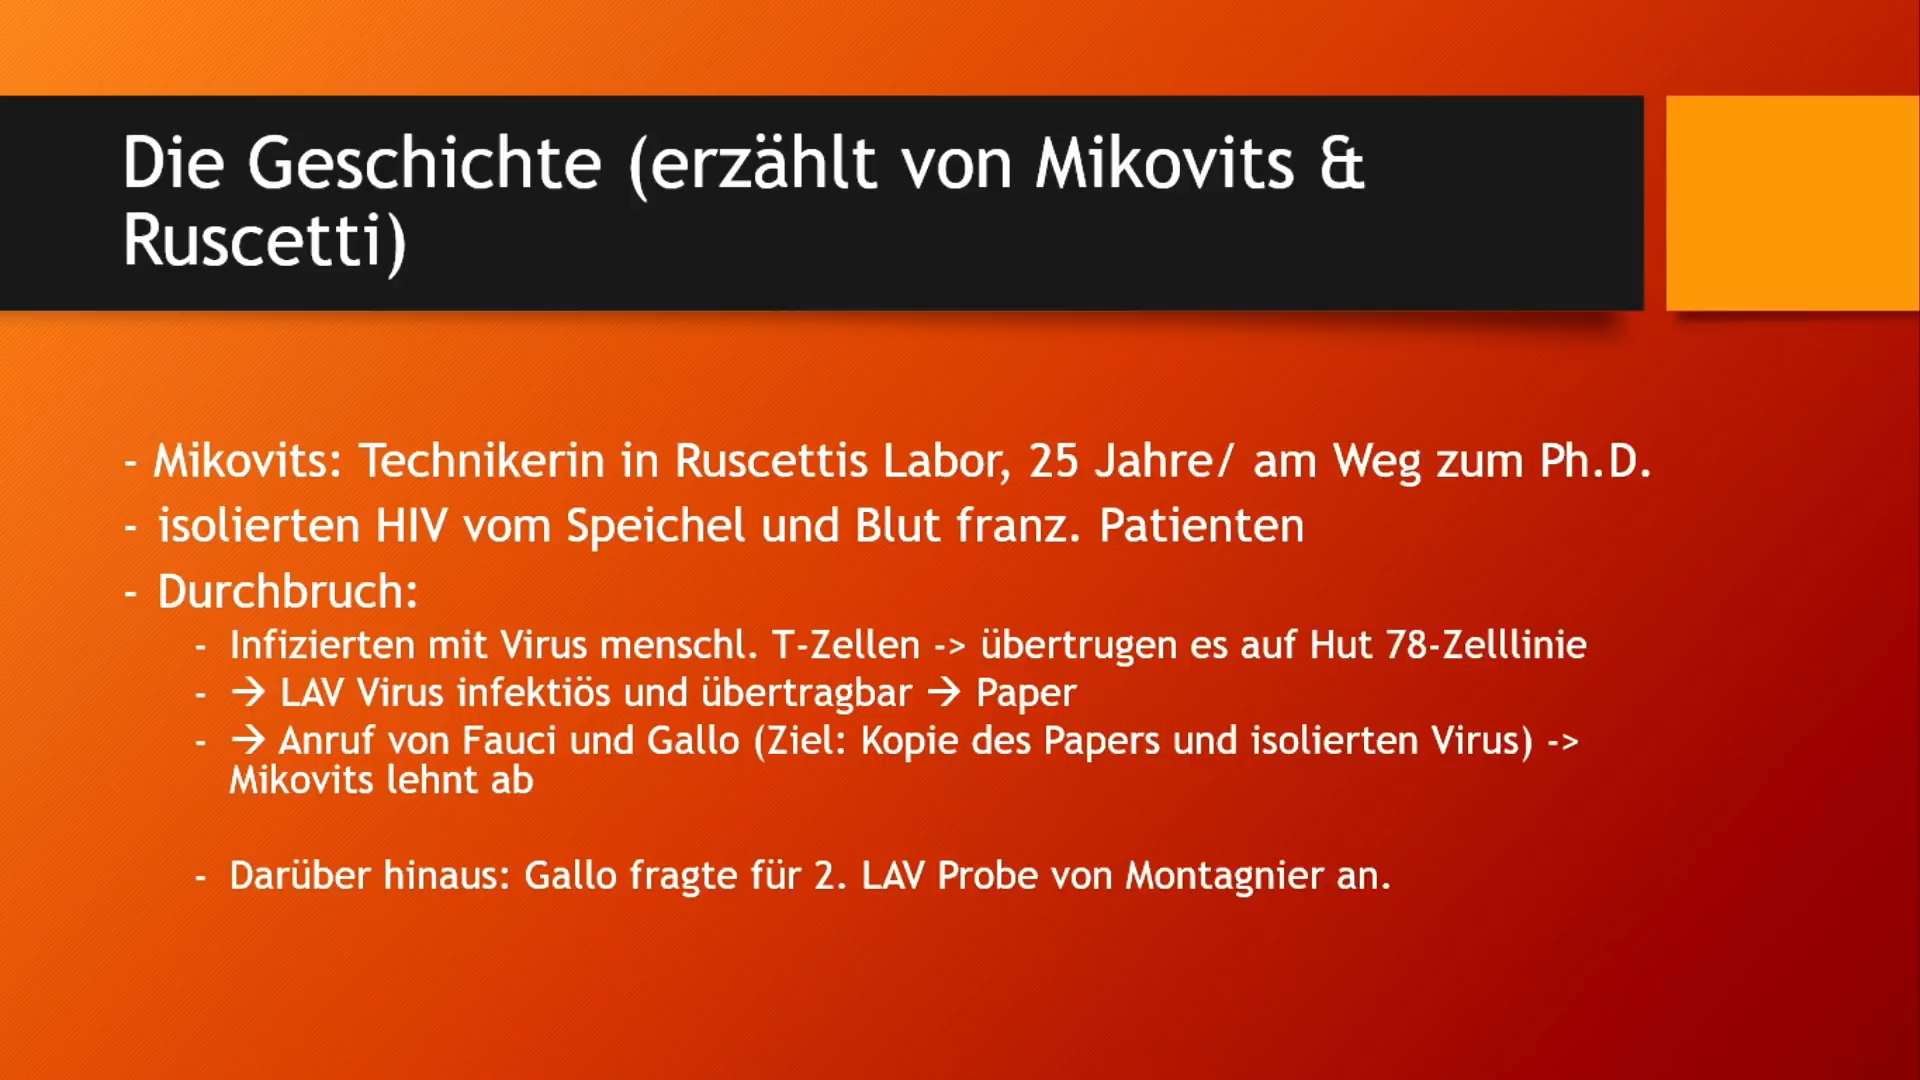 Die Geschichte (erzählt von Mikovits &
Ruscetti)
- Mikovits: Technikerin in Ruscettis Labor, 25 Jahre/ am Weg zum Ph.D.
- isolierten HIV vom Speichel und Blut franz. Patienten
- Durchbruch:
- Infizierten mit Virus menschl. T-Zellen -> übertrugen es auf Hut 78-Zelllinie
- → LAV Virus infektiös und übertragbar → Paper
- → Anruf von Fauci und Gallo (Ziel: Kopie des Papers und isolierten Virus) ->
Mikovits lehnt ab
- Darüber hinaus: Gallo fragte für 2. LAV Probe von Montagnier an.